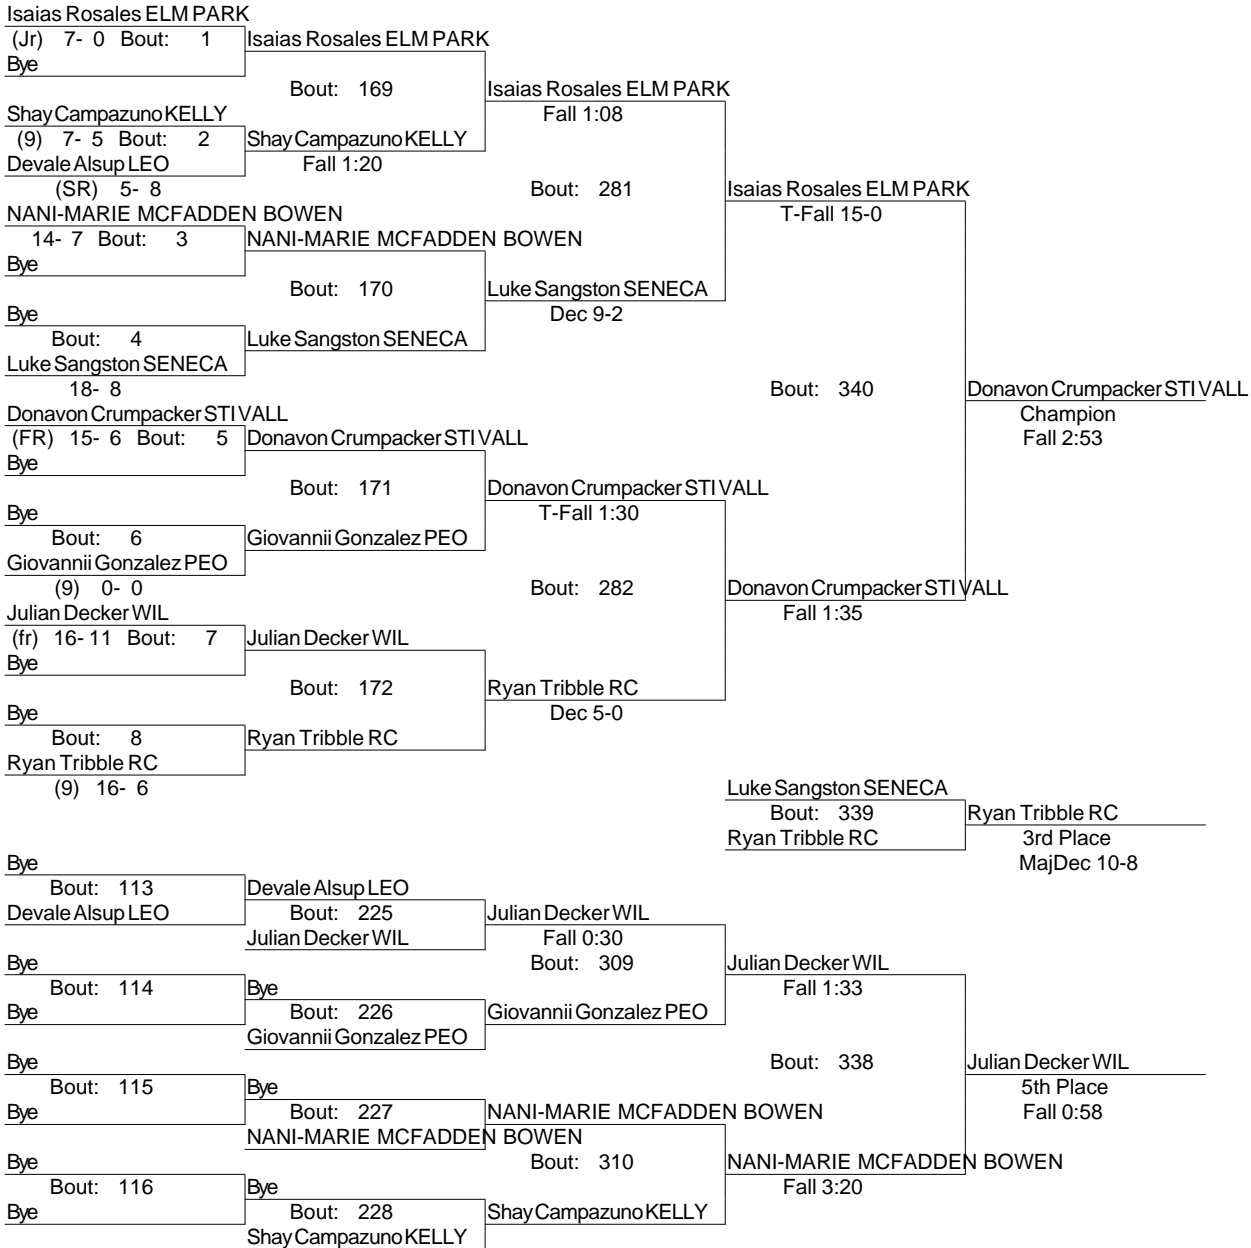 Isaias Rosales ELM PARK
(Jr) 7- 0 Bout: 1 Isaias Rosales ELM PARK
Bye
Bout: 169 Isaias Rosales ELM PARK
Shay Campazuno KELLY Fall 1:08
(9) 7- 5 Bout: 2 Shay Campazuno KELLY
Devale Alsup LEO Fall 1:20
(SR) 5- 8 Bout: 281 Isaias Rosales ELM PARK
NANI-MARIE MCFADDEN BOWEN T-Fall 15-0
14- 7 Bout: 3 NANI-MARIE MCFADDEN BOWEN
Bye
Bout: 170 Luke Sangston SENECA
Bye Dec 9-2
Bout: 4 Luke Sangston SENECA
Luke Sangston SENECA
18- 8 Bout: 340 Donavon Crumpacker STI VALL
Donavon Crumpacker STI VALL Champion
(FR) 15- 6 Bout: 5 Donavon Crumpacker STI VALL Fall 2:53
Bye
Bout: 171 Donavon Crumpacker STI VALL
Bye T-Fall 1:30
Bout: 6 Giovannii Gonzalez PEO
Giovannii Gonzalez PEO
(9) 0- 0 Bout: 282 Donavon Crumpacker STI VALL
Julian Decker WIL Fall 1:35
(fr) 16- 11 Bout: 7 Julian Decker WIL
Bye
Bout: 172 Ryan Tribble RC
Bye Dec 5-0
Bout: 8 Ryan Tribble RC
Ryan Tribble RC
(9) 16- 6 Luke Sangston SENECA
Bout: 339 Ryan Tribble RC
Ryan Tribble RC 3rd Place
Bye MajDec 10-8
Bout: 113 Devale Alsup LEO
Devale Alsup LEO Bout: 225 Julian Decker WIL
Julian Decker WIL Fall 0:30
Bye Bout: 309 Julian Decker WIL
Bout: 114 Bye Fall 1:33
Bye Bout: 226 Giovannii Gonzalez PEO
Giovannii Gonzalez PEO
Bye Bout: 338 Julian Decker WIL
Bout: 115 Bye 5th Place
Bye Bout: 227 NANI-MARIE MCFADDEN BOWEN Fall 0:58
NANI-MARIE MCFADDEN BOWEN
Bye Bout: 310 NANI-MARIE MCFADDEN BOWEN
Bout: 116 Bye Fall 3:20
Bye Bout: 228 Shay Campazuno KELLY
Shay Campazuno KELLY